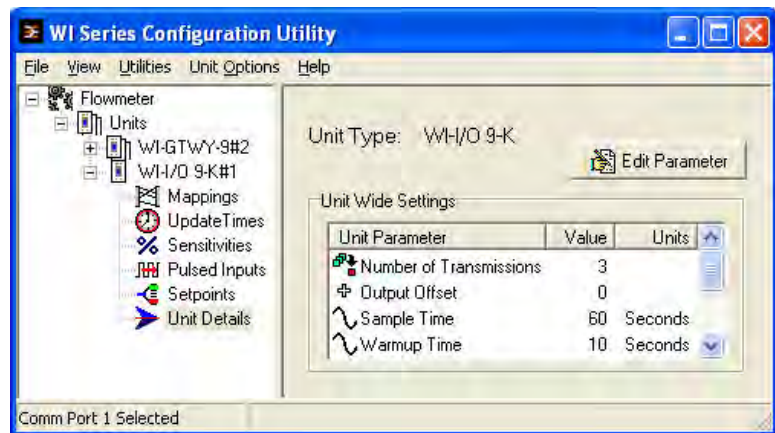 WI Series Configuration Utility
File View Utilities Unit Options Help
Flowmeter
Units
WI-GTWY-9#2
WI-I/O 9-K#1
Mappings
UpdateTimes
Sensitivities
Pulsed Inputs
Setpoints
Unit Details
Unit Type: WI-I/O 9-K
Edit Parameter
Unit Wide Settings
Unit Parameter Value Units
Number of Transmissions 3
Output Offset 0
Sample Time 60 Seconds
Warmup Time 10 Seconds
Comm Port 1 Selected